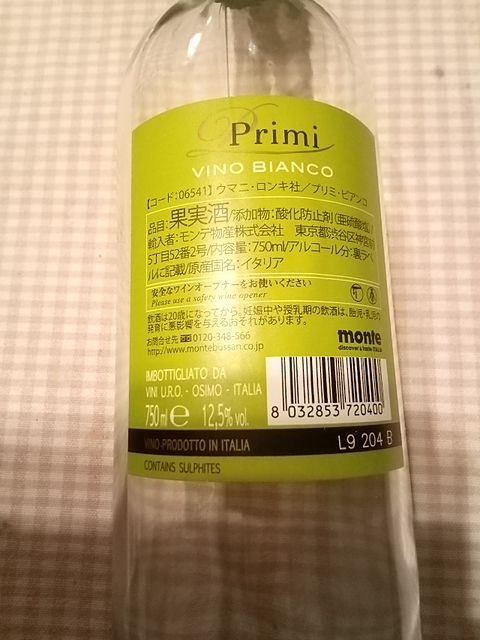 Primi
VINO BIANCO
【コード：06541】ウマニ・ロンキ社／プリミ・ビアンコ
品目：果実酒/添加物：酸化防止剤（亜硫酸塩）/
輸入者：モンテ物産株式会社 東京都渋谷区神宮前
5丁目52番2号/内容量：750ml/アルコール分：裏ラベ
ルに記載/原産国名：イタリア
安全なワインオープナーをお使いください
Please use a safety wine opener
飲酒は20歳になってから。妊娠中や授乳期の飲酒は、胎児・乳児の
発育に悪影響を与えるおそれがあります。
お問合せ先 0120-348-566
http://www.montebussan.co.jp
monte
discover a taste ITALIA
IMBOTTIGLIATO DA
VINI U.R.O. - OSIMO - ITALIA
750 ml e 12,5% vol.
8 032853 720400
VINO PRODOTTO IN ITALIA
L9 204 B
CONTAINS SULPHITES